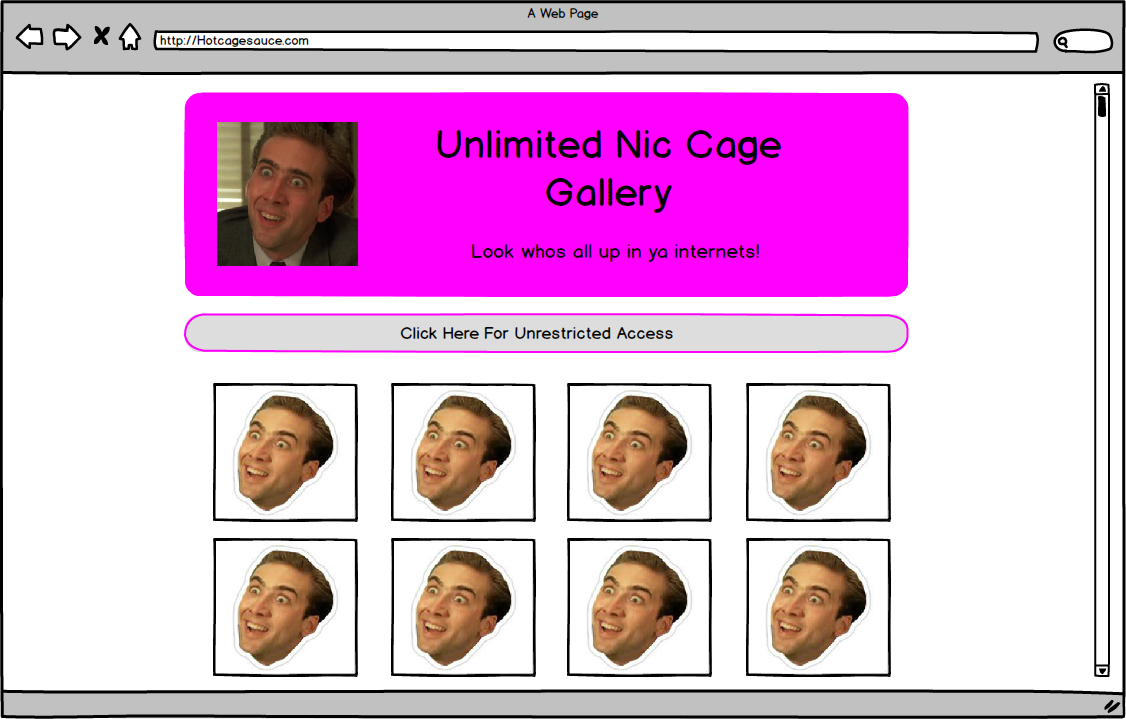 A Web Page
http://Hotcagesauce.com
Unlimited Nic Cage
Gallery
Look whos all up in ya internets!
Click Here For Unrestricted Access